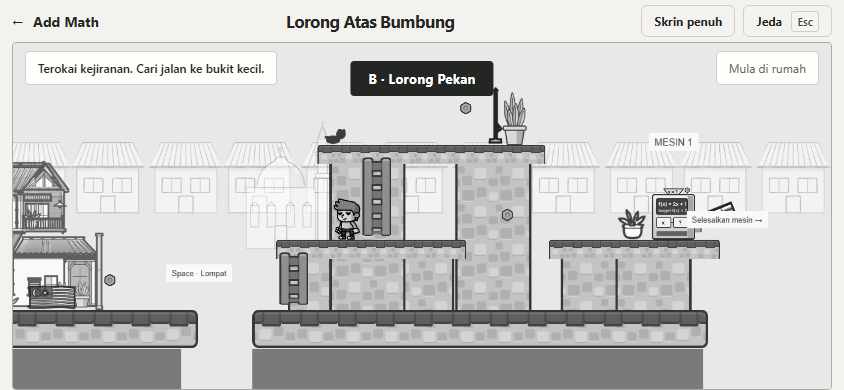 ← Add Math
Lorong Atas Bumbung
Skrin penuh
Jeda Esc
Terokai kejiranan. Cari jalan ke bukit kecil.
B · Lorong Pekan
Mula di rumah
MESIN 1
Selesaikan mesin →
Space · Lompat